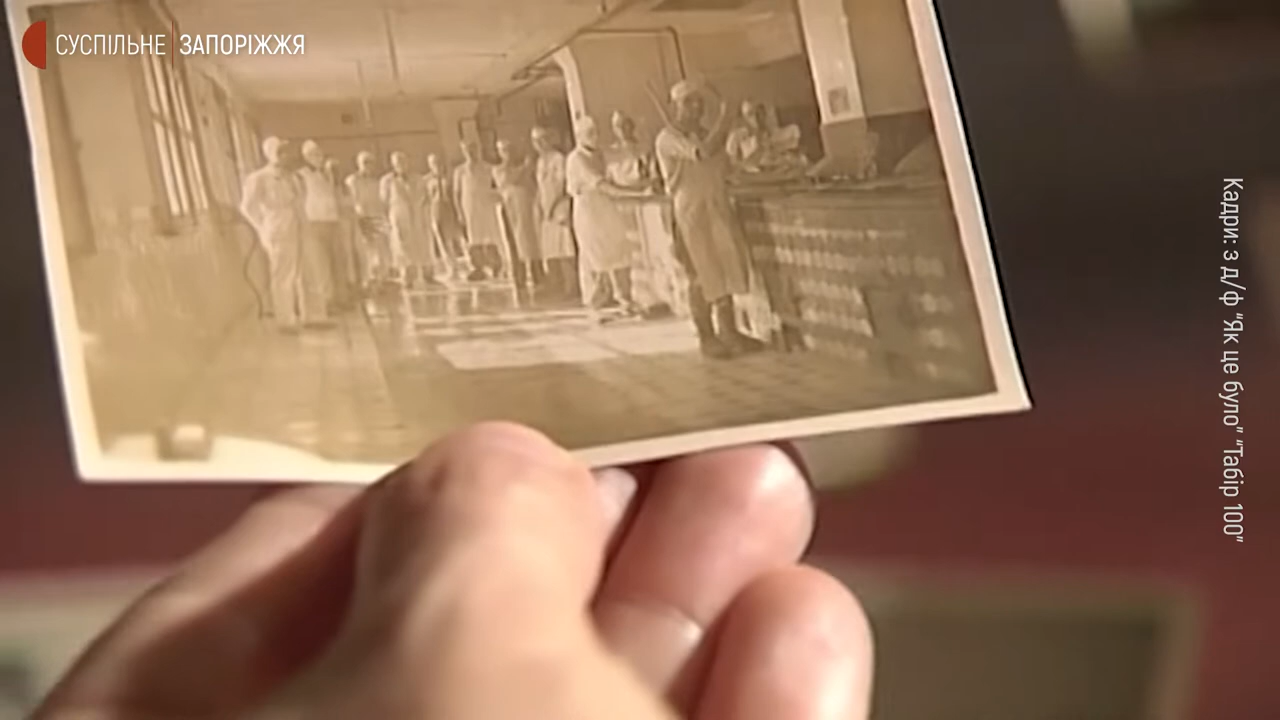 СУСПІЛЬНЕ | ЗАПОРІЖЖЯ
Кадри: з д/ф "Як це було" "Табір 100"